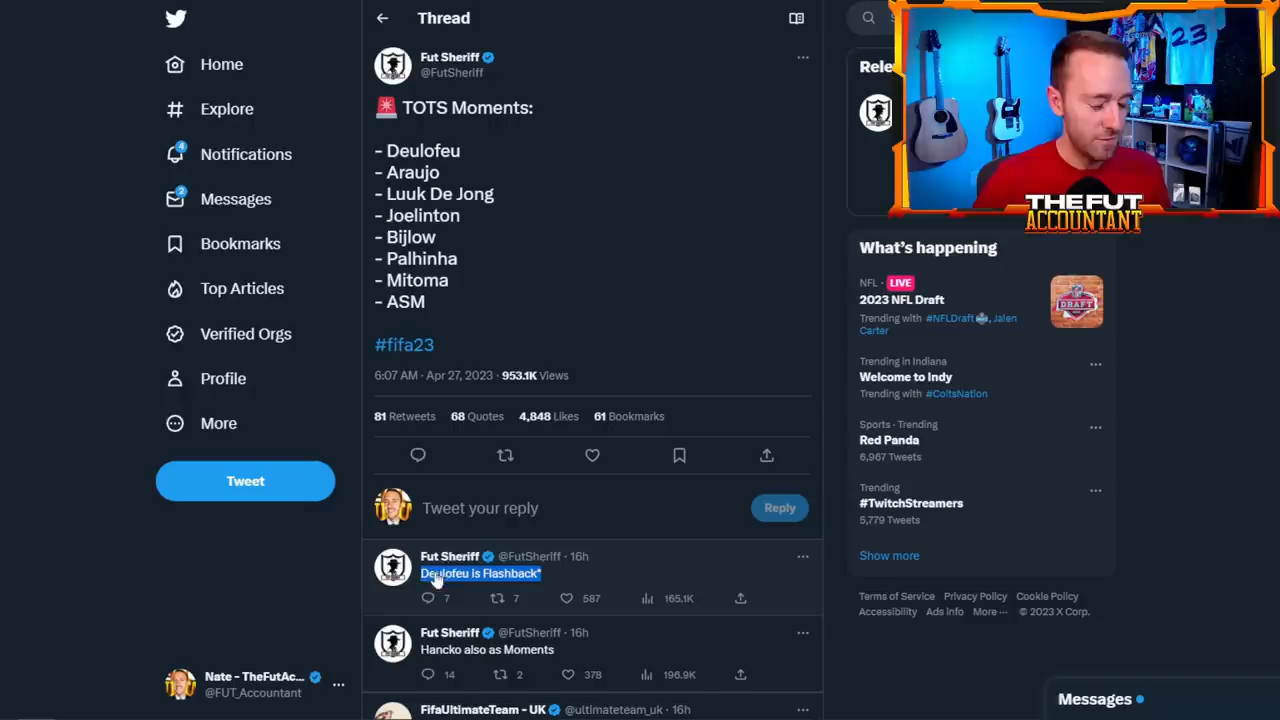 Thread
Home
Explore
4
Notifications
2
Messages
Bookmarks
Top Articles
Verified Orgs
Profile
More
Tweet
Nate - TheFutAc...
@FUT_Accountant
Fut Sheriff
@FutSheriff
🚨 TOTS Moments:
- Deulofeu
- Araujo
- Luuk De Jong
- Joelinton
- Bijlow
- Palhinha
- Mitoma
- ASM
#fifa23
6:07 AM · Apr 27, 2023 · 953.1K Views
81 Retweets 68 Quotes 4,848 Likes 61 Bookmarks
Tweet your reply
Reply
Fut Sheriff @FutSheriff · 16h
Deulofeu is Flashback*
7 7 587 165.1K
Fut Sheriff @FutSheriff · 16h
Hancko also as Moments
14 2 378 196.9K
FifaUltimateTeam - UK @ultimateteam_uk · 16h
23
THE FUT
ACCOUNTANT
What's happening
NFL · LIVE
2023 NFL Draft
Trending with #NFLDraft, Jalen
Carter
DRAFT
Trending in Indiana
Welcome to Indy
Trending with #ColtsNation
Sports · Trending
Red Panda
6,967 Tweets
Trending
#TwitchStreamers
5,779 Tweets
Show more
Terms of Service Privacy Policy Cookie Policy
Accessibility Ads info More ··· © 2023 X Corp.
Messages